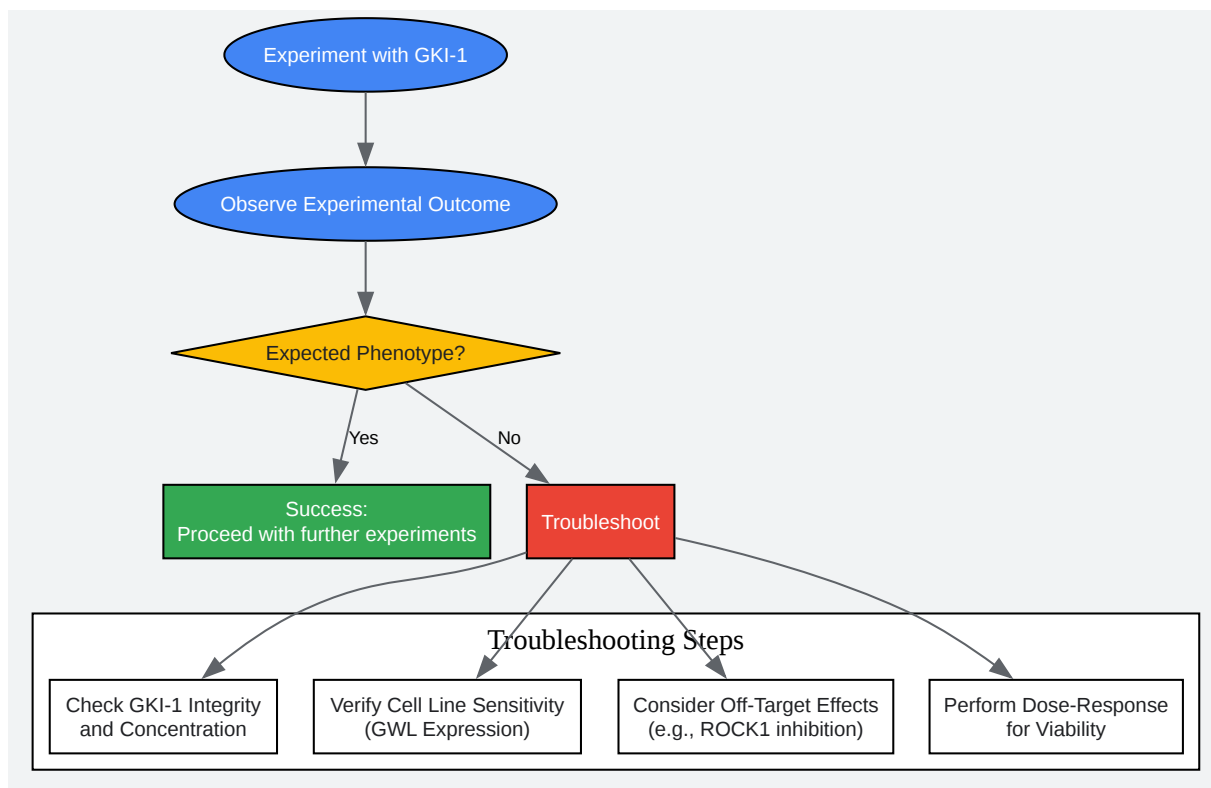 Experiment with GKI-1
Observe Experimental Outcome
Expected Phenotype?
Yes
No
Success:
Proceed with further experiments
Troubleshoot
Troubleshooting Steps
Check GKI-1 Integrity
and Concentration
Verify Cell Line Sensitivity
(GWL Expression)
Consider Off-Target Effects
(e.g., ROCK1 inhibition)
Perform Dose-Response
for Viability